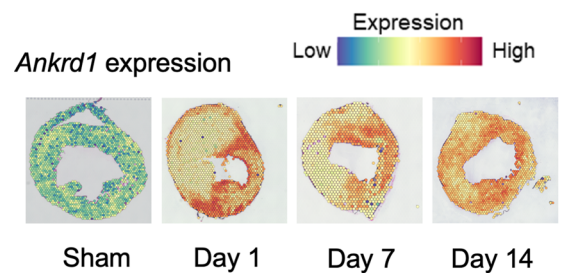 Expression
Low High
Ankrd1 expression
Sham Day 1 Day 7 Day 14